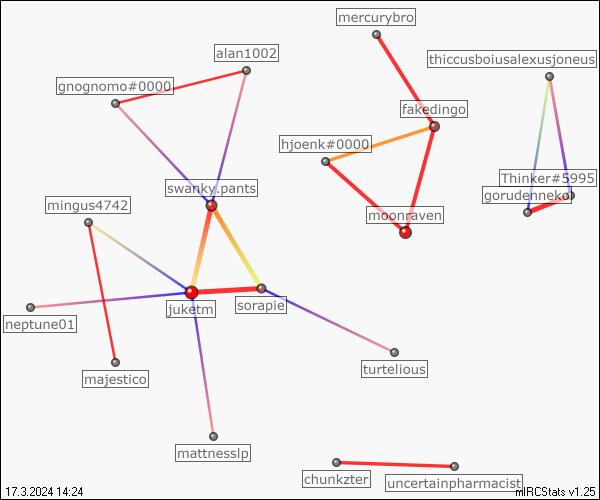 mercurybro
alan1002
thiccusboiusalexusjoneus
gnognomo#0000
fakedingo
hjoenk#0000
Thinker#5995
swanky.pants
gorudenneko
mingus4742
moonraven
juketm
sorapie
neptune01
turtelious
majestico
mattnesslp
chunkzter
uncertainpharmacist
17.3.2024 14:24
mIRCStats v1.25